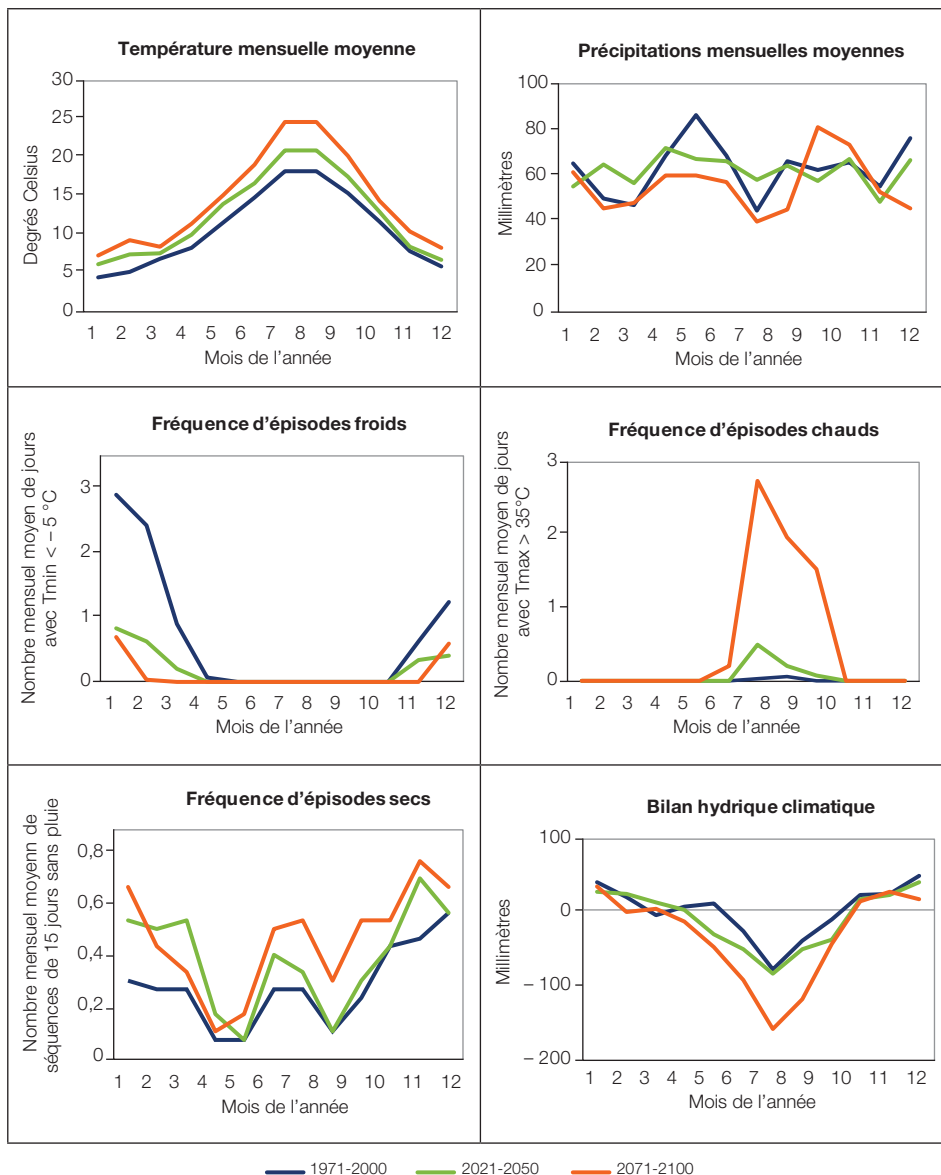 Température mensuelle moyenne
Degrés Celsius
30
25
20
15
10
5
0
1 2 3 4 5 6 7 8 9 10 11 12
Mois de l'année
Précipitations mensuelles moyennes
Millimètres
100
80
60
40
20
0
1 2 3 4 5 6 7 8 9 10 11 12
Mois de l'année
Fréquence d'épisodes froids
Nombre mensuel moyen de jours
avec Tmin < – 5 °C
3
2
1
0
1 2 3 4 5 6 7 8 9 10 11 12
Mois de l'année
Fréquence d'épisodes chauds
Nombre mensuel moyen de jours
avec Tmax > 35°C
3
2
1
0
1 2 3 4 5 6 7 8 9 10 11 12
Mois de l'année
Fréquence d'épisodes secs
Nombre mensuel moyenn de
séquences de 15 jours sans pluie
0,8
0,6
0,4
0,2
0
1 2 3 4 5 6 7 8 9 10 11 12
Mois de l'année
Bilan hydrique climatique
Millimètres
100
0
– 100
– 200
1 2 3 4 5 6 7 8 9 10 11 12
Mois de l'année
1971-2000 2021-2050 2071-2100